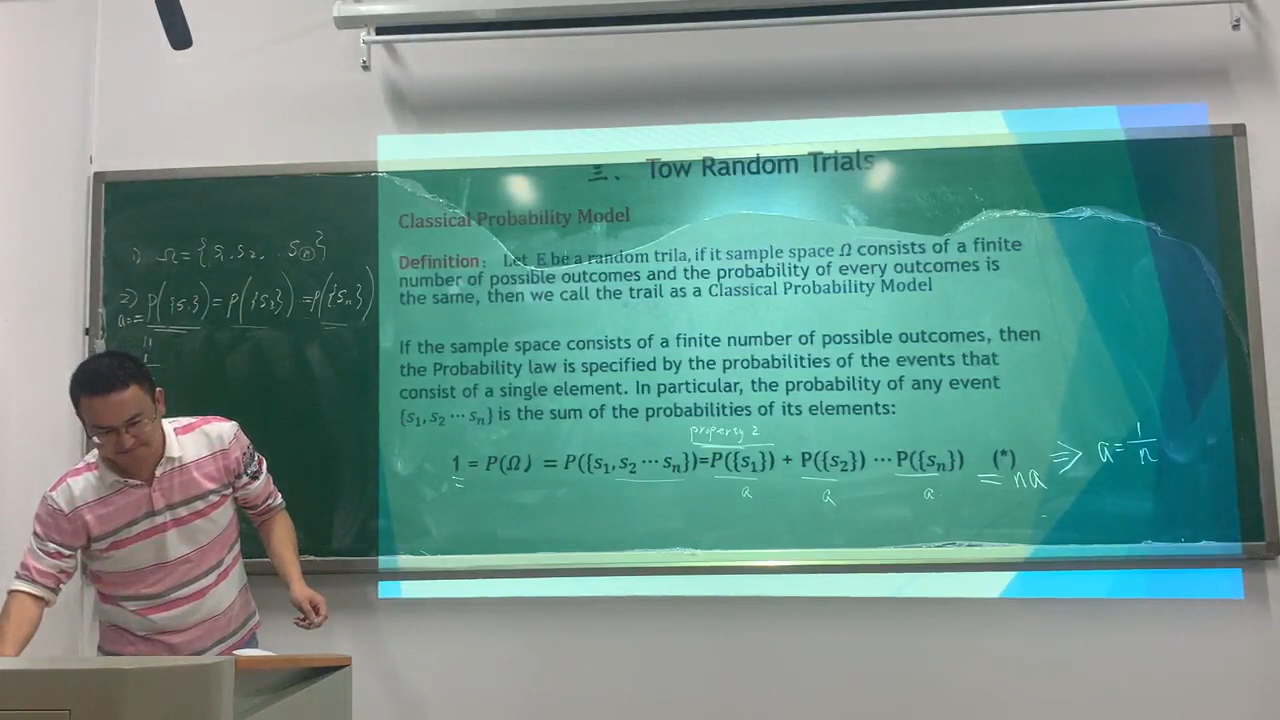 三、 Tow Random Trials
Classical Probability Model
Definition： Let E be a random trila, if it sample space Ω consists of a finite
number of possible outcomes and the probability of every outcomes is
the same, then we call the trail as a Classical Probability Model
If the sample space consists of a finite number of possible outcomes, then
the Probability law is specified by the probabilities of the events that
consist of a single element. In particular, the probability of any event
{s₁, s₂ ⋯ sₙ} is the sum of the probabilities of its elements:
property 2
1 = P(Ω) = P({s₁, s₂ ⋯ sₙ})=P({s₁}) + P({s₂}) ⋯ P({sₙ}) (*) = na ⇒ a = 1/n
a a a
1) Ω={s₁, s₂, ... sₙ}
2) P({s₁})=P({s₂})=P({sₙ})
a=